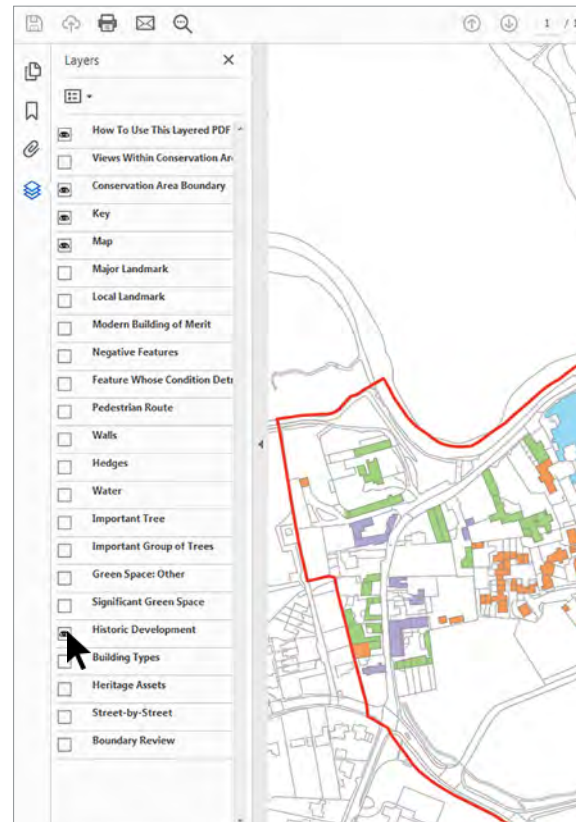 1 /
Layers
How To Use This Layered PDF
Views Within Conservation
Conservation Area Boundary
Key
Map
Major Landmark
Local Landmark
Modern Building of Merit
Negative Features
Feature Whose Condition
Pedestrian Route
Walls
Hedges
Water
Important Tree
Important Group of Trees
Green Space: Other
Significant Green Space
Historic Development
Building Types
Heritage Assets
Street-by-Street
Boundary Review